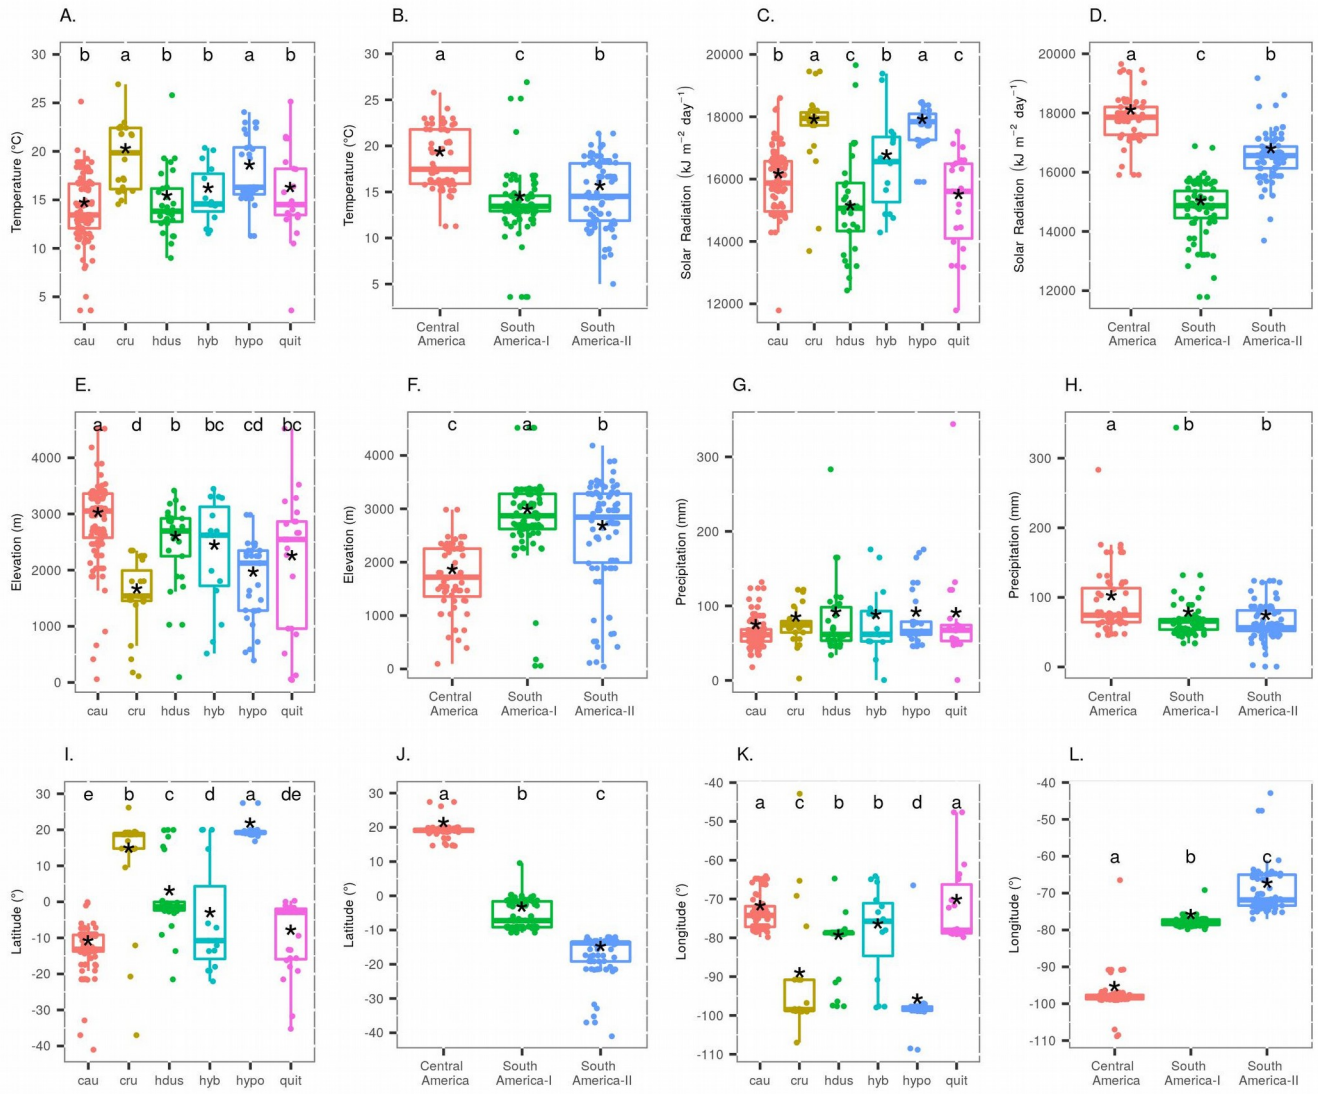 A.
B.
C.
D.
b a b b a b
a c b
b a c b a c
a c b
30
25
20
15
10
5
Temperature (°C)
cau cru hdus hyb hypo quit
30
25
20
15
10
5
Temperature (°C)
Central America South America-I South America-II
20000
18000
16000
14000
12000
Solar Radiation (kJ m⁻² day⁻¹)
cau cru hdus hyb hypo quit
20000
18000
16000
14000
12000
Solar Radiation (kJ m⁻² day⁻¹)
Central America South America-I South America-II
E.
F.
G.
H.
a d b bc cd bc
c a b
a b b
4000
3000
2000
1000
0
Elevation (m)
cau cru hdus hyb hypo quit
4000
3000
2000
1000
0
Elevation (m)
Central America South America-I South America-II
300
200
100
0
Precipitation (mm)
cau cru hdus hyb hypo quit
300
200
100
0
Precipitation (mm)
Central America South America-I South America-II
I.
J.
K.
L.
e b c d a de
a b c
a c b b d a
a b c
30
20
10
0
-10
-20
-30
-40
Latitude (°)
cau cru hdus hyb hypo quit
30
20
10
0
-10
-20
-30
-40
Latitude (°)
Central America South America-I South America-II
-40
-50
-60
-70
-80
-90
-100
-110
Longitude (°)
cau cru hdus hyb hypo quit
-40
-50
-60
-70
-80
-90
-100
-110
Longitude (°)
Central America South America-I South America-II